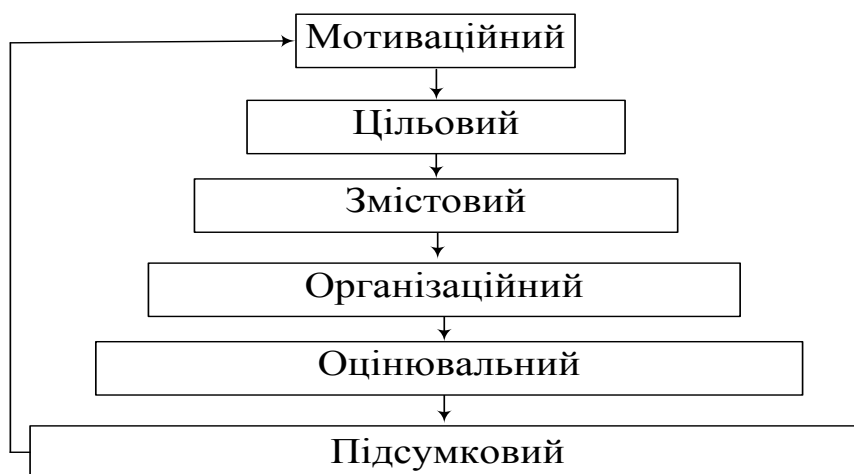 Мотиваційний
Цільовий
Змістовий
Організаційний
Оцінювальний
Підсумковий